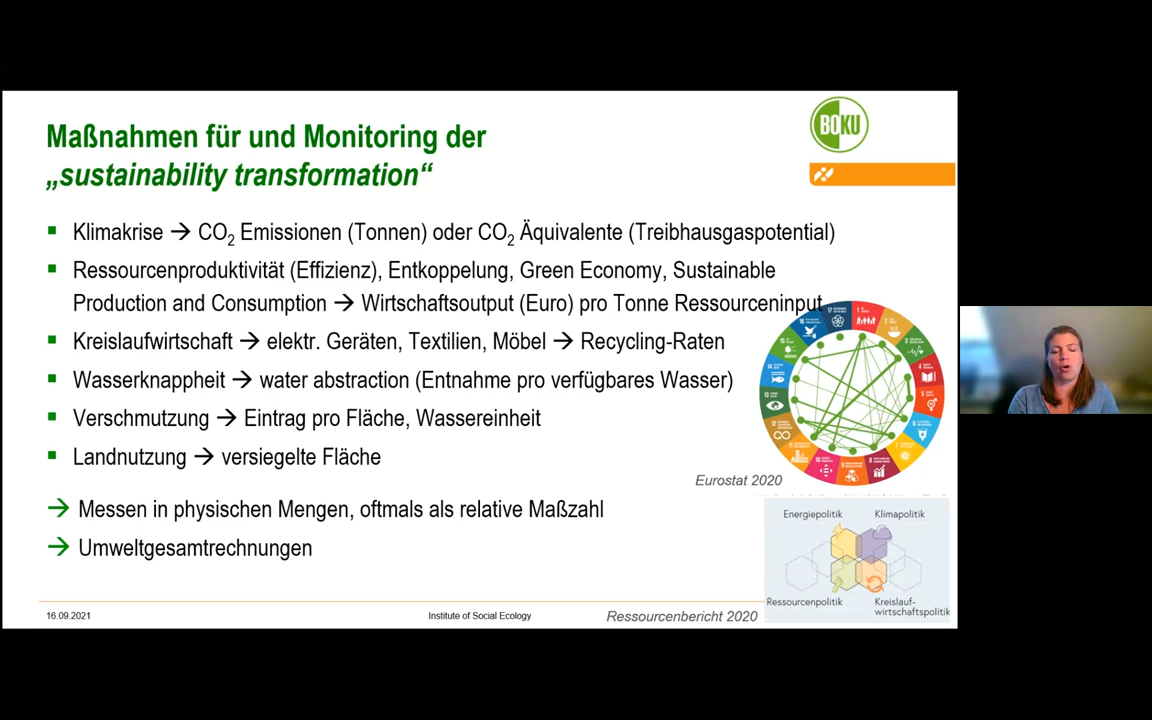 Maßnahmen für und Monitoring der
„sustainability transformation“
BOKU
▪ Klimakrise → CO₂ Emissionen (Tonnen) oder CO₂ Äquivalente (Treibhausgaspotential)
▪ Ressourcenproduktivität (Effizienz), Entkoppelung, Green Economy, Sustainable
Production and Consumption → Wirtschaftsoutput (Euro) pro Tonne Ressourceninput
▪ Kreislaufwirtschaft → elektr. Geräten, Textilien, Möbel → Recycling-Raten
▪ Wasserknappheit → water abstraction (Entnahme pro verfügbares Wasser)
▪ Verschmutzung → Eintrag pro Fläche, Wassereinheit
▪ Landnutzung → versiegelte Fläche
Eurostat 2020
→ Messen in physischen Mengen, oftmals als relative Maßzahl
→ Umweltgesamtrechnungen
Energiepolitik Klimapolitik
Ressourcenpolitik Kreislauf-
wirtschaftspolitik
16.09.2021 Institute of Social Ecology Ressourcenbericht 2020